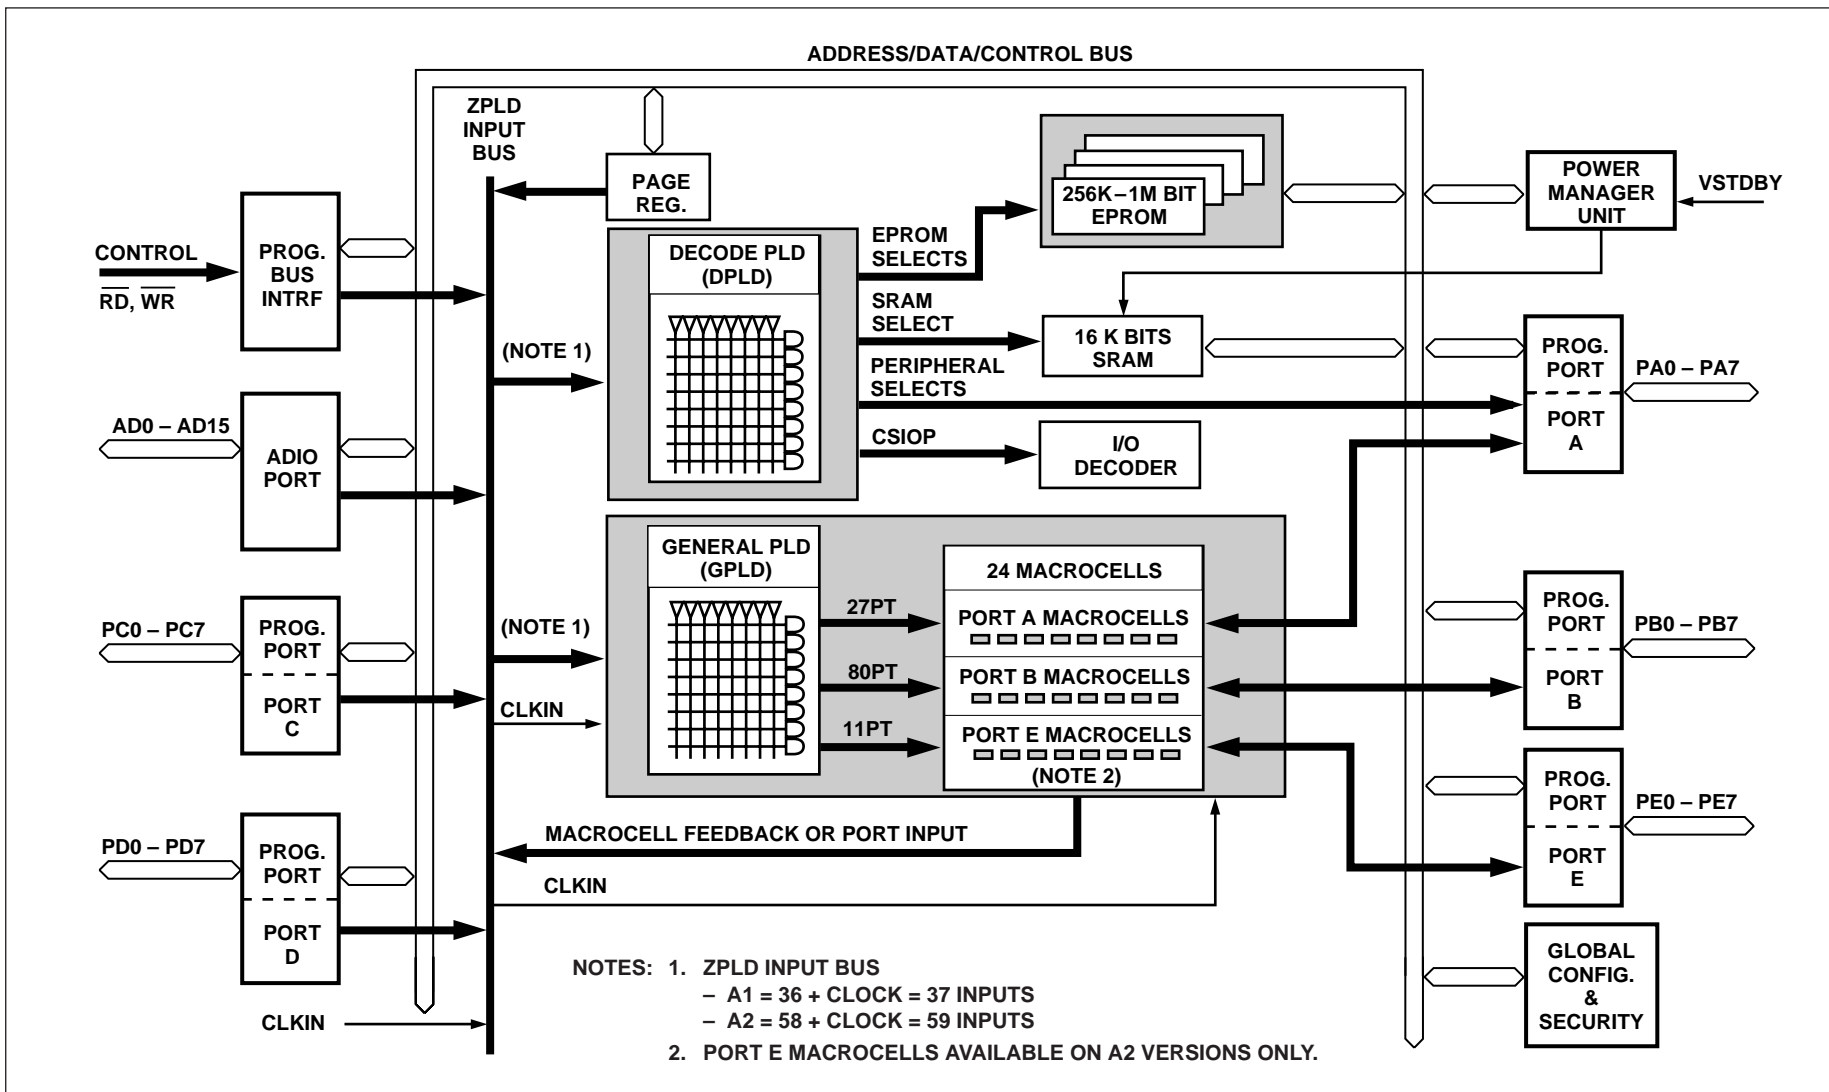 ADDRESS/DATA/CONTROL BUS
ZPLD
INPUT
BUS
PAGE
REG.
256K–1M BIT
EPROM
POWER
MANAGER
UNIT
VSTDBY
CONTROL
RD, WR
PROG.
BUS
INTRF
DECODE PLD
(DPLD)
EPROM
SELECTS
SRAM
SELECT
16 K BITS
SRAM
(NOTE 1)
PERIPHERAL
SELECTS
PROG.
PORT
PORT
A
PA0 – PA7
AD0 – AD15
ADIO
PORT
CSIOP
I/O
DECODER
GENERAL PLD
(GPLD)
24 MACROCELLS
27PT
PORT A MACROCELLS
80PT
PORT B MACROCELLS
11PT
PORT E MACROCELLS
(NOTE 2)
(NOTE 1)
CLKIN
PC0 – PC7
PROG.
PORT
PORT
C
PROG.
PORT
PORT
B
PB0 – PB7
PROG.
PORT
PORT
E
PE0 – PE7
MACROCELL FEEDBACK OR PORT INPUT
CLKIN
PD0 – PD7
PROG.
PORT
PORT
D
CLKIN
GLOBAL
CONFIG.
&
SECURITY
NOTES: 1. ZPLD INPUT BUS
– A1 = 36 + CLOCK = 37 INPUTS
– A2 = 58 + CLOCK = 59 INPUTS
2. PORT E MACROCELLS AVAILABLE ON A2 VERSIONS ONLY.